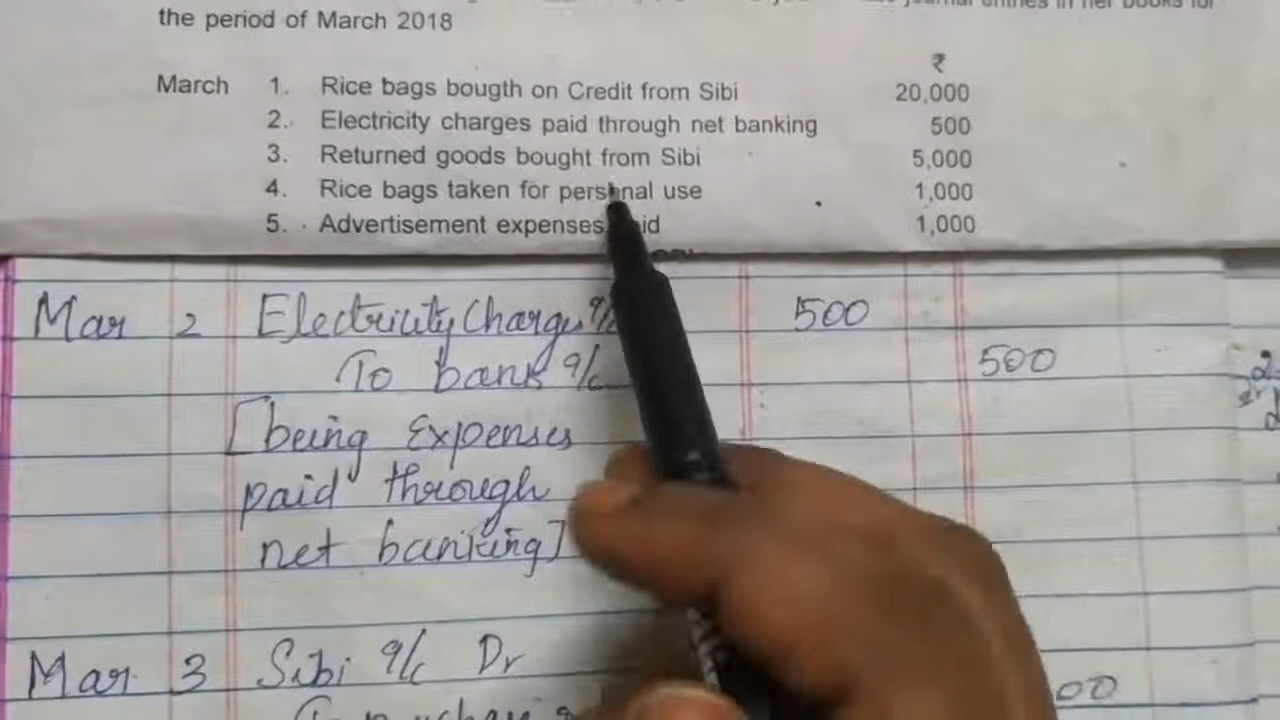 the period of March 2018
₹
March 1. Rice bags bougth on Credit from Sibi 20,000
2. Electricity charges paid through net banking 500
3. Returned goods bought from Sibi 5,000
4. Rice bags taken for personal use 1,000
5. Advertisement expenses 1,000
Mar 2 Electricity Charges a/c 500
To bank a/c 500
[being Expenses
paid through
net banking]
Mar 3 Sibi a/c Dr
To